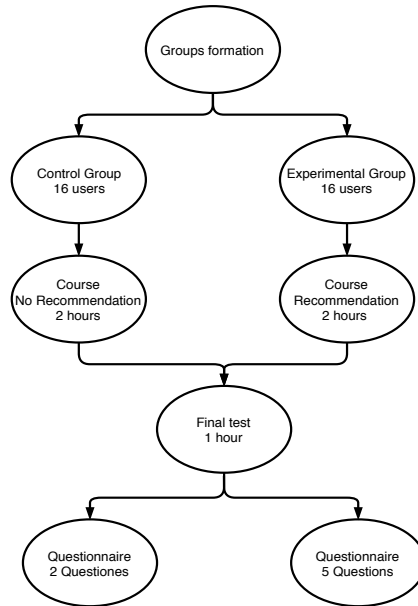 Groups formation
Control Group
16 users
Experimental Group
16 users
Course
No Recommendation
2 hours
Course
Recommendation
2 hours
Final test
1 hour
Questionnaire
2 Questiones
Questionnaire
5 Questions